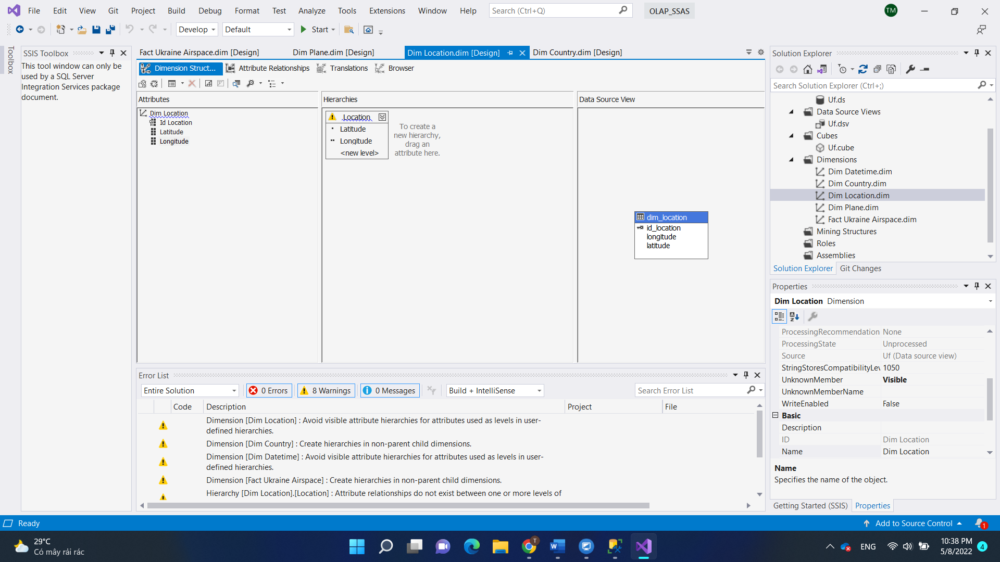 File Edit View Git Project Build Debug Format Test Analyze Tools Extensions Window Help Search (Ctrl+Q) OLAP_SSAS TM
Develop Default Start
Toolbox
SSIS Toolbox
This tool window can only be
used by a SQL Server
Integration Services package
document.
Fact Ukraine Airspace.dim [Design] Dim Plane.dim [Design] Dim Location.dim [Design] Dim Country.dim [Design]
Dimension Struct... Attribute Relationships Translations Browser
Attributes
Dim Location
Id Location
Latitude
Longitude
Hierarchies
Location
Latitude
Longitude
<new level>
To create a
new hierarchy,
drag an
attribute here.
Data Source View
dim_location
id_location
longitude
latitude
Error List
Entire Solution 0 Errors 8 Warnings 0 Messages Build + IntelliSense Search Error List
Code Description Project File
Dimension [Dim Location] : Avoid visible attribute hierarchies for attributes used as levels in user-
defined hierarchies.
Dimension [Dim Country] : Create hierarchies in non-parent child dimensions.
Dimension [Dim Datetime] : Avoid visible attribute hierarchies for attributes used as levels in user-
defined hierarchies.
Dimension [Fact Ukraine Airspace] : Create hierarchies in non-parent child dimensions.
Hierarchy [Dim Location].[Location] : Attribute relationships do not exist between one or more levels of
Solution Explorer
Search Solution Explorer (Ctrl+;)
Uf.ds
Data Source Views
Uf.dsv
Cubes
Uf.cube
Dimensions
Dim Datetime.dim
Dim Country.dim
Dim Location.dim
Dim Plane.dim
Fact Ukraine Airspace.dim
Mining Structures
Roles
Assemblies
Solution Explorer Git Changes
Properties
Dim Location Dimension
ProcessingRecommendation None
ProcessingState Unprocessed
Source Uf (Data source view)
StringStoresCompatibilityLev 1050
UnknownMember Visible
UnknownMemberName
WriteEnabled False
Basic
Description
ID Dim Location
Name Dim Location
Name
Specifies the name of the object.
Getting Started (SSIS) Properties
Ready Add to Source Control 1
29°C
Có mây rải rác
T
ENG
10:38 PM
5/8/2022
4